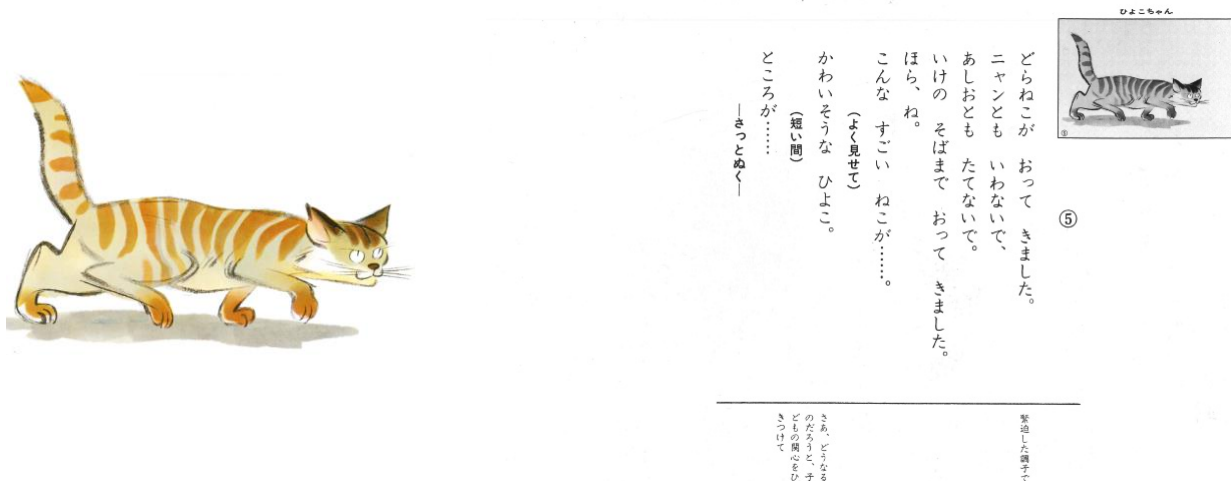 ひよこちゃん
⑤
どらねこが おって きました。
ニャンとも いわないで、
あしおとも たてないで。
いけの そばまで おって きました。
ほら、ね。
こんな すごい ねこが……。
(よく見せて)
かわいそうな ひよこ。
(短い間)
ところが……
―さっとぬく―
緊迫した調子で
さあ、どうなる
のだろうと、子
どもの関心をひ
きつけて